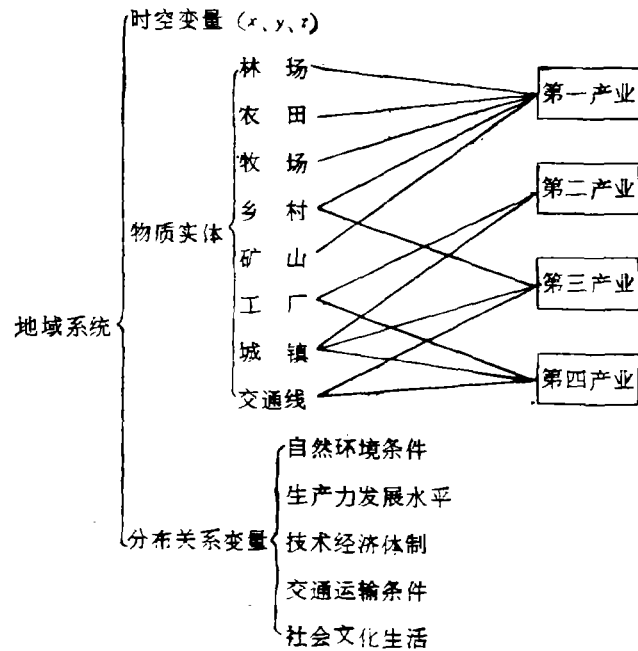 时空变量 (x、y、z)
林 场
农 田
牧 场
乡 村
矿 山
工 厂
城 镇
交通线
物质实体
地域系统
第一产业
第二产业
第三产业
第四产业
分布关系变量
自然环境条件
生产力发展水平
技术经济体制
交通运输条件
社会文化生活